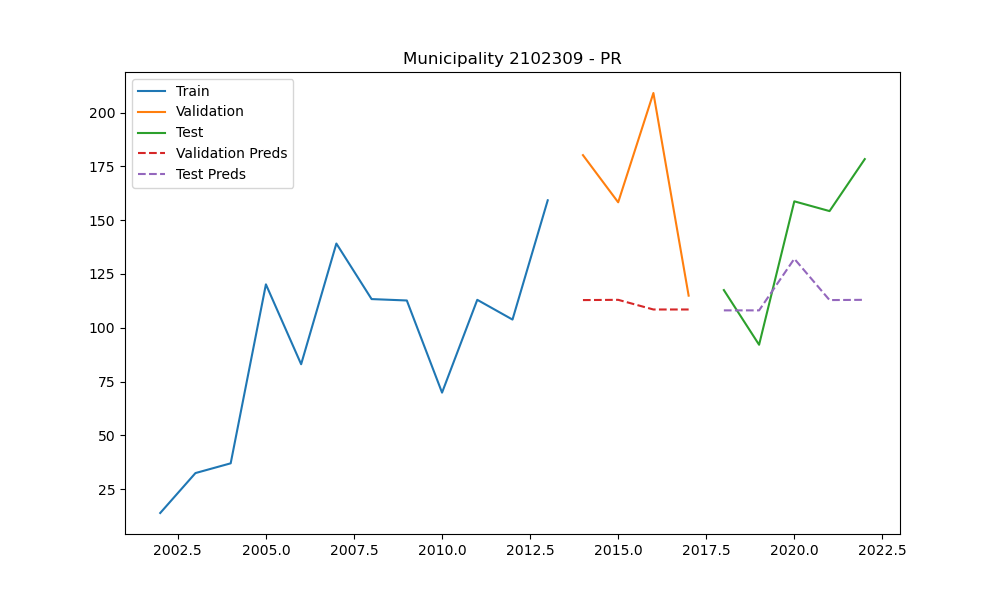 Municipality 2102309 - PR
Train
Validation
Test
Validation Preds
Test Preds
200
175
150
125
100
75
50
25
2002.5 2005.0 2007.5 2010.0 2012.5 2015.0 2017.5 2020.0 2022.5